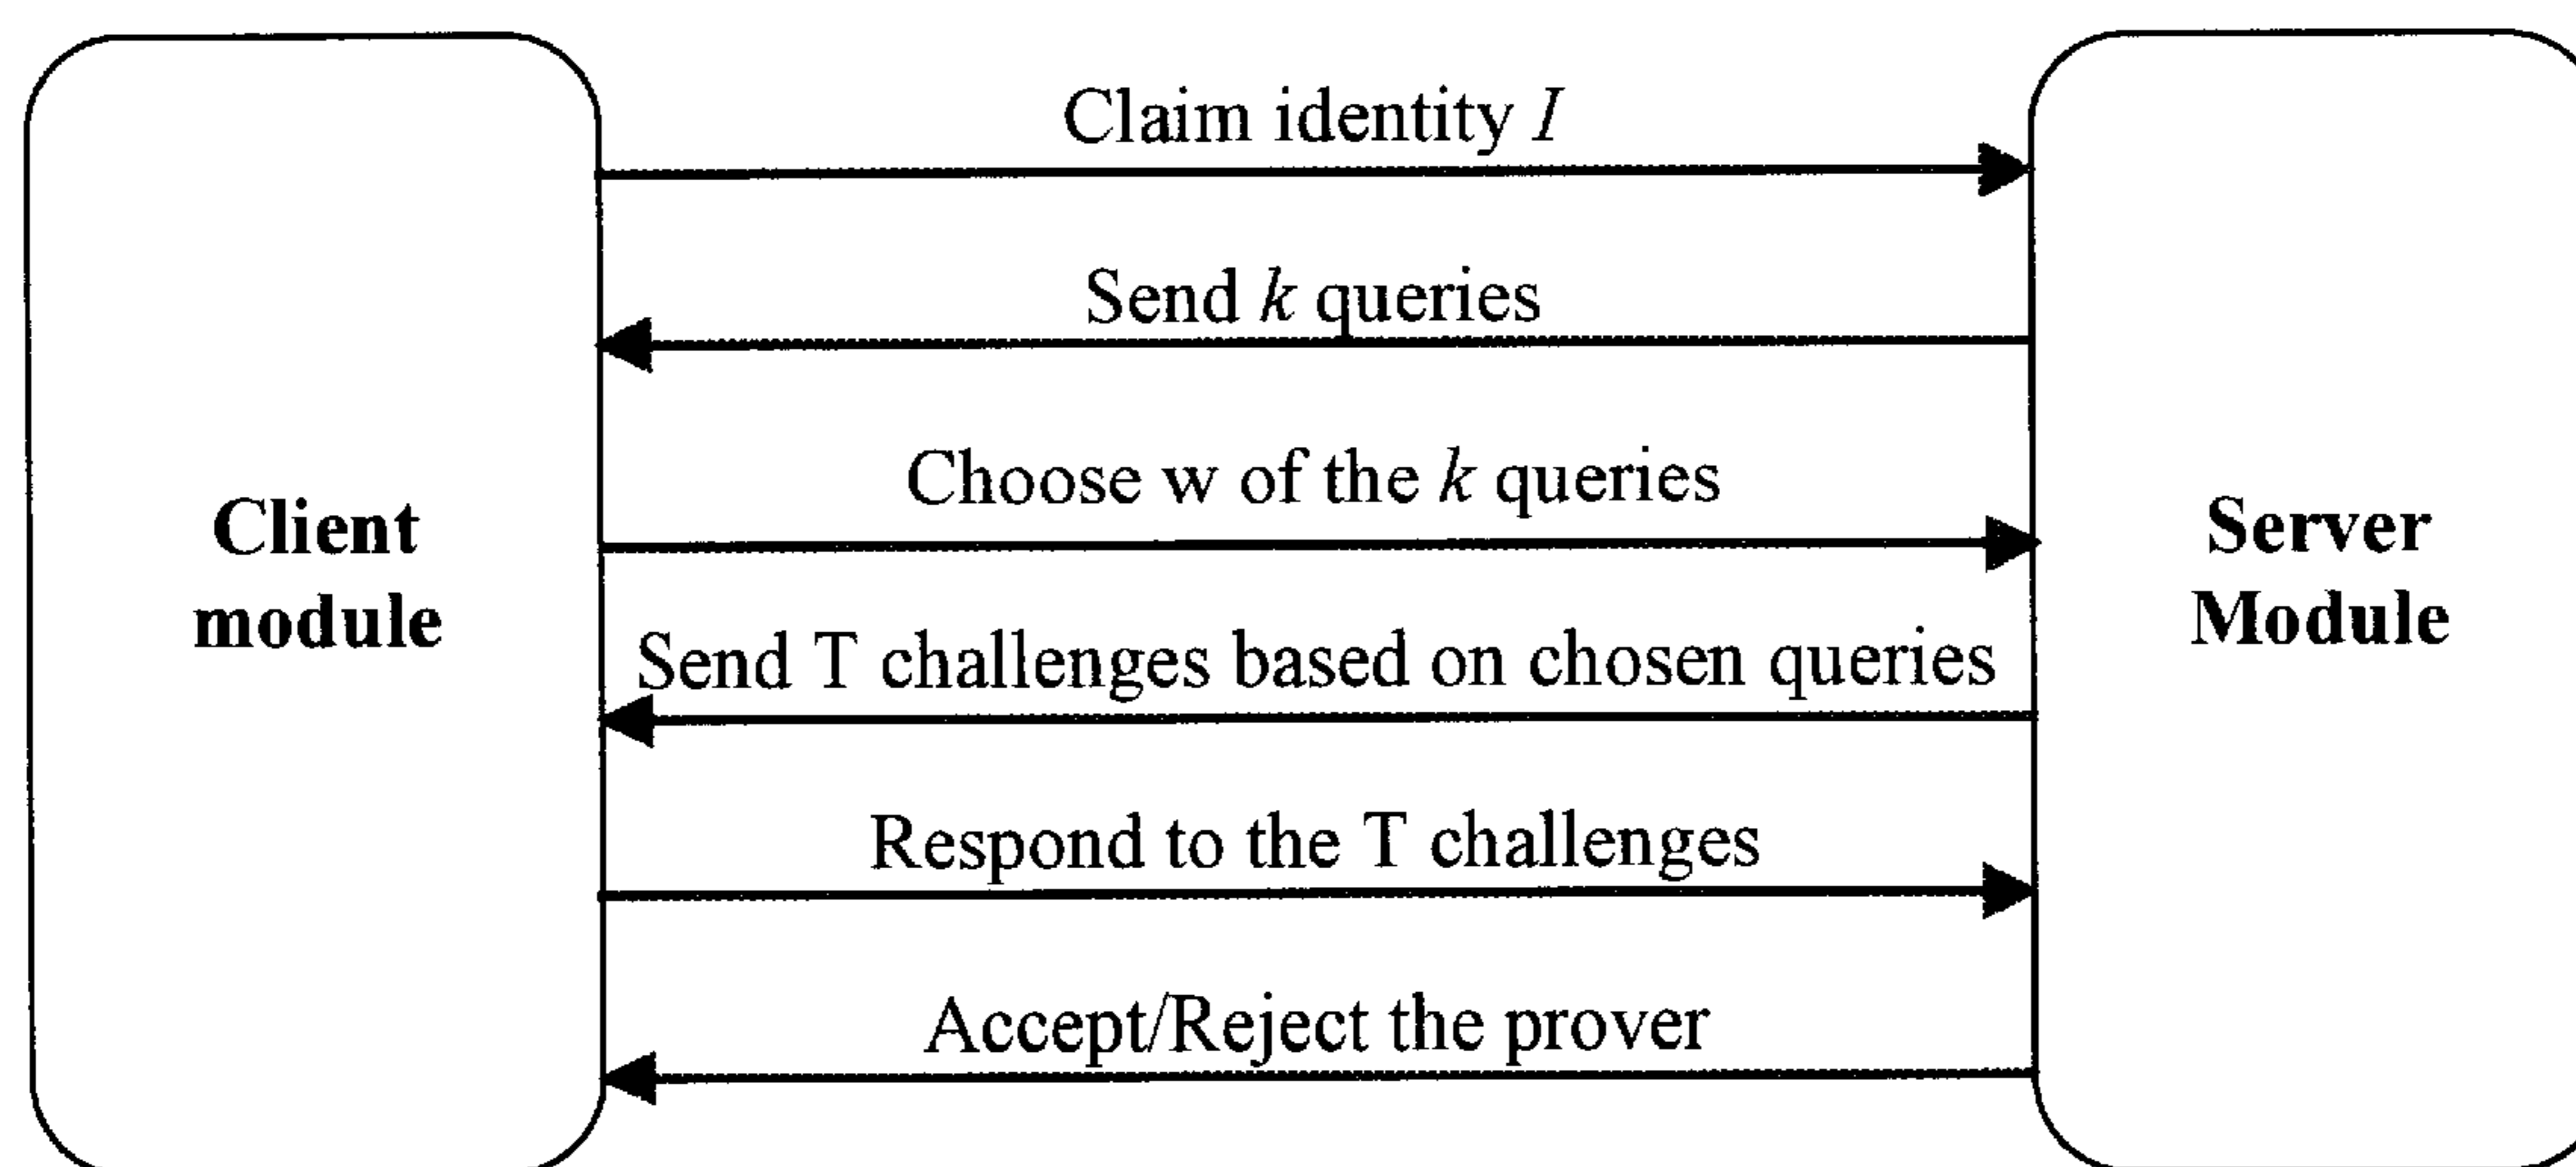 Claim identity I
Send k queries
Choose w of the k queries
Client
module
Server
Module
Send T challenges based on chosen queries
Respond to the T challenges
Accept/Reject the prover